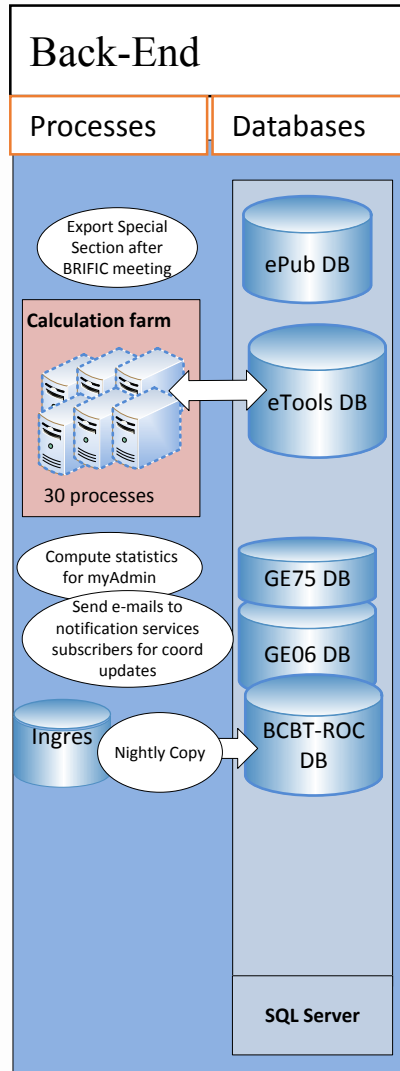 Back-End
Processes
Databases
Export Special
Section after
BRIFIC meeting
ePub DB
Calculation farm
30 processes
eTools DB
Compute statistics
for myAdmin
GE75 DB
Send e-mails to
notification services
subscribers for coord
updates
GE06 DB
Ingres
Nightly Copy
BCBT-ROC
DB
SQL Server